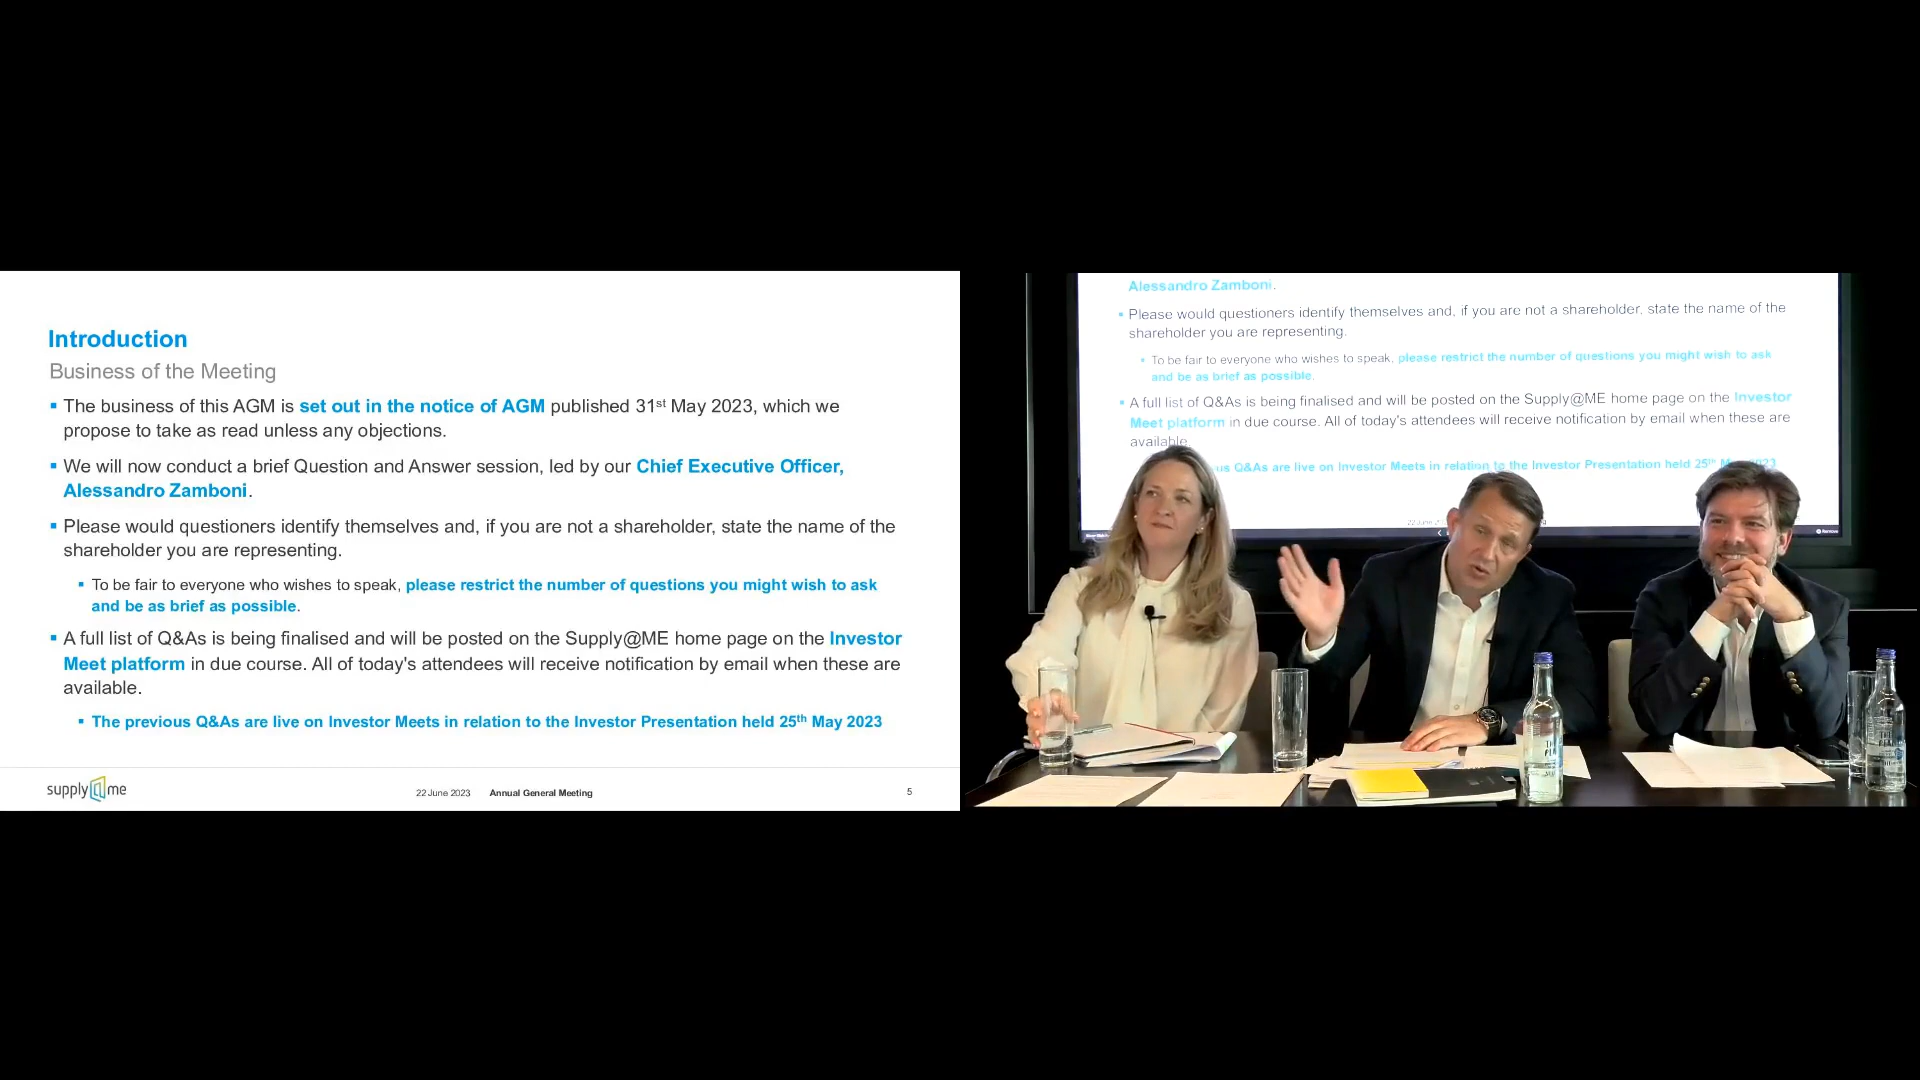 Introduction
Business of the Meeting
▪ The business of this AGM is set out in the notice of AGM published 31st May 2023, which we
propose to take as read unless any objections.
▪ We will now conduct a brief Question and Answer session, led by our Chief Executive Officer,
Alessandro Zamboni.
▪ Please would questioners identify themselves and, if you are not a shareholder, state the name of the
shareholder you are representing.
▪ To be fair to everyone who wishes to speak, please restrict the number of questions you might wish to ask
and be as brief as possible.
▪ A full list of Q&As is being finalised and will be posted on the Supply@ME home page on the Investor
Meet platform in due course. All of today's attendees will receive notification by email when these are
available.
▪ The previous Q&As are live on Investor Meets in relation to the Investor Presentation held 25th May 2023
supply@me
22 June 2023 Annual General Meeting 5
Alessandro Zamboni.
• Please would questioners identify themselves and, if you are not a shareholder, state the name of the
shareholder you are representing.
• To be fair to everyone who wishes to speak, please restrict the number of questions you might wish to ask
and be as brief as possible.
• A full list of Q&As is being finalised and will be posted on the Supply@ME home page on the Investor
Meet platform in due course. All of today's attendees will receive notification by email when these are
available.
us Q&As are live on Investor Meets in relation to the Investor Presentation held 25th M 2023
22 June